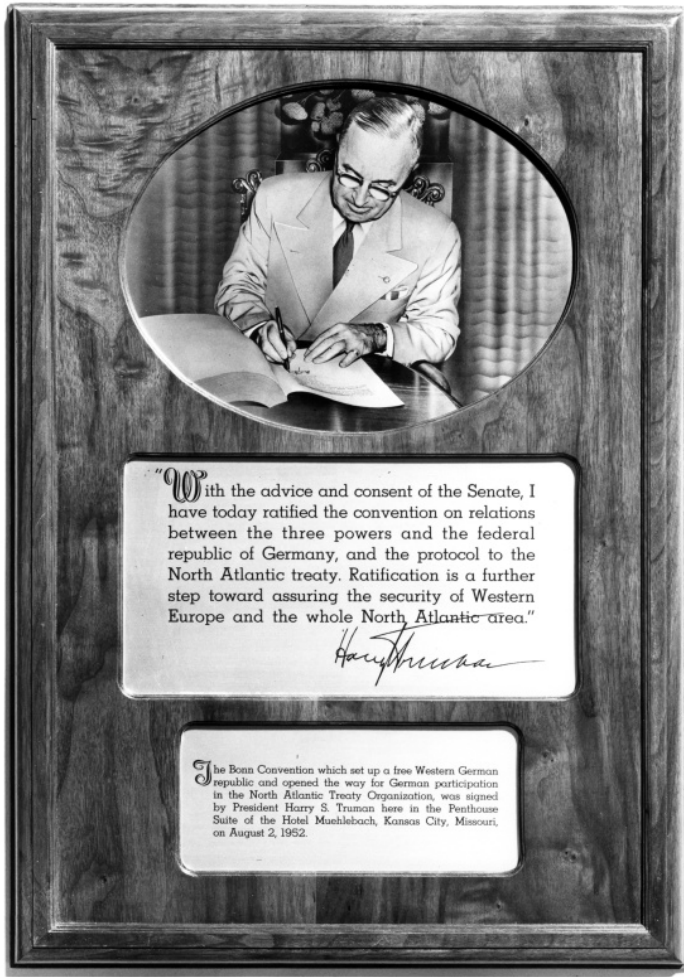 "With the advice and consent of the Senate, I
have today ratified the convention on relations
between the three powers and the federal
republic of Germany, and the protocol to the
North Atlantic treaty. Ratification is a further
step toward assuring the security of Western
Europe and the whole North Atlantic area."
Harry Truman
The Bonn Convention which set up a free Western German
republic and opened the way for German participation
in the North Atlantic Treaty Organization, was signed
by President Harry S. Truman here in the Penthouse
Suite of the Hotel Muehlebach, Kansas City, Missouri,
on August 2, 1952.